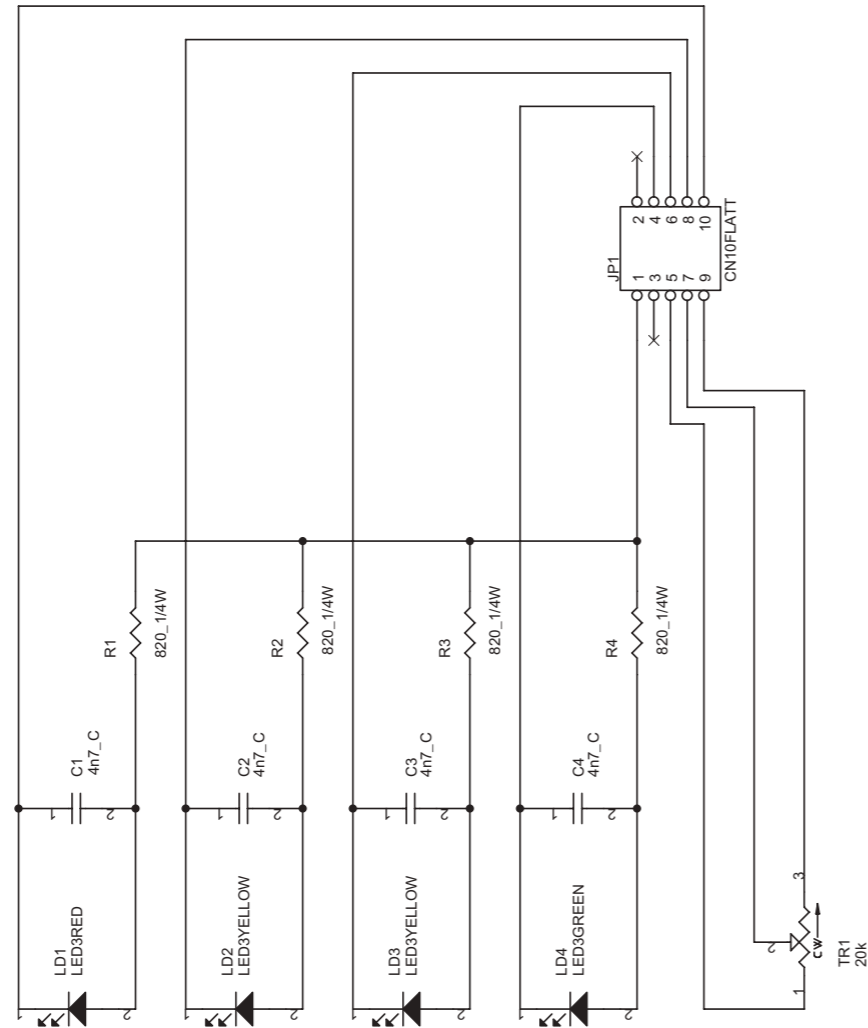 JP1
1
3
5
7
9
2
4
6
8
10
CN10FLATT
R1
820_1/4W
R2
820_1/4W
R3
820_1/4W
R4
820_1/4W
C1
4n7_C
1
2
C2
4n7_C
1
2
C3
4n7_C
1
2
C4
4n7_C
1
2
LD1
LED3RED
1
2
LD2
LED3YELLOW
1
2
LD3
LED3YELLOW
1
2
LD4
LED3GREEN
1
2
1
2
3
CW
TR1
20k